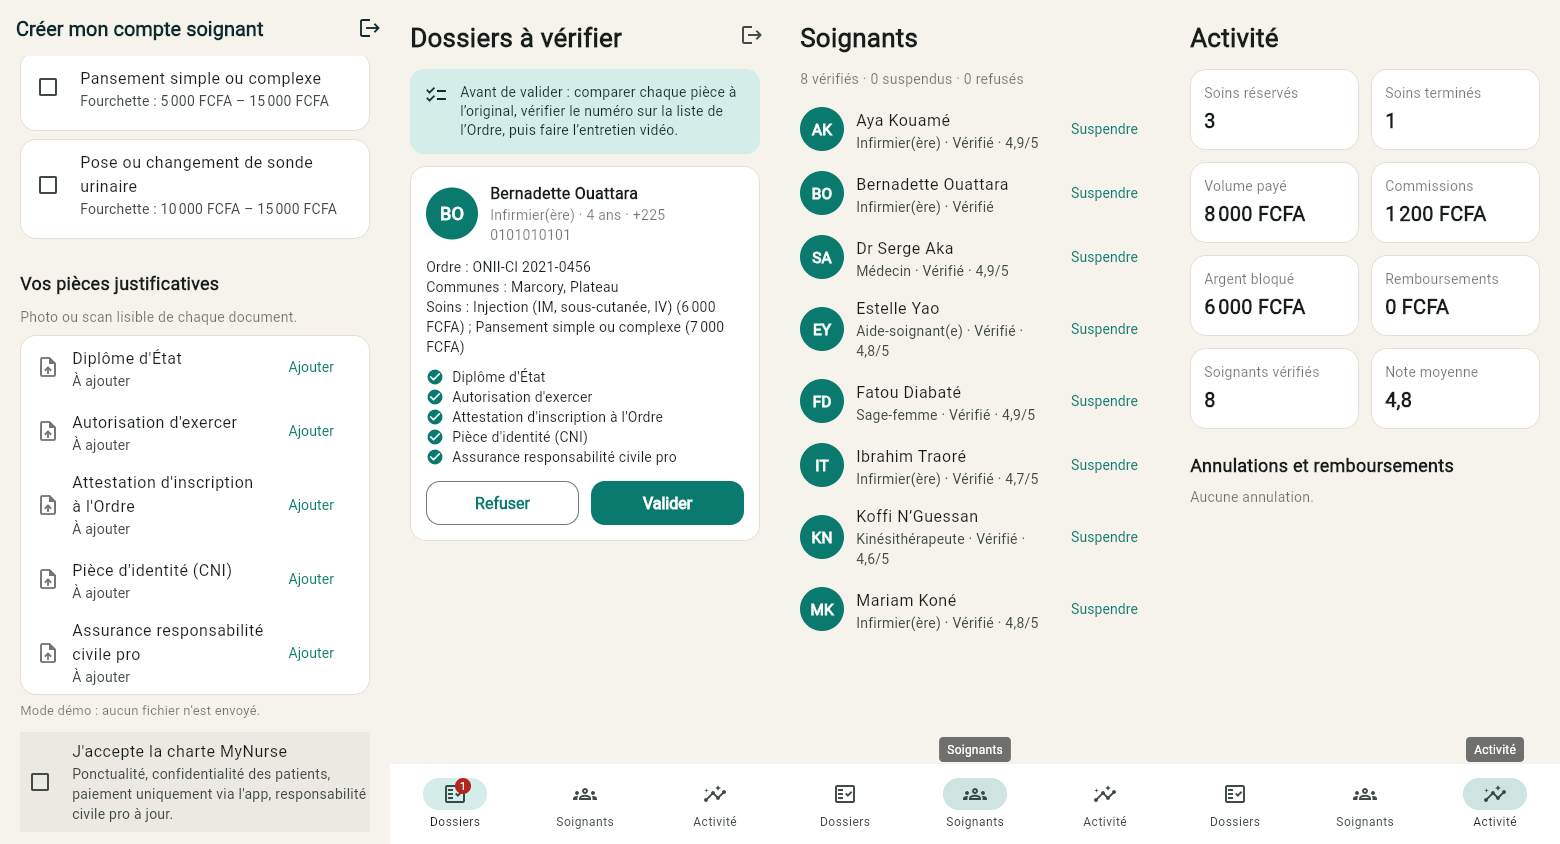 Créer mon compte soignant
Pansement simple ou complexe
Fourchette : 5 000 FCFA – 15 000 FCFA
Pose ou changement de sonde
urinaire
Fourchette : 10 000 FCFA – 15 000 FCFA
Vos pièces justificatives
Photo ou scan lisible de chaque document.
Diplôme d'État
À ajouter
Ajouter
Autorisation d'exercer
À ajouter
Ajouter
Attestation d'inscription
à l'Ordre
À ajouter
Ajouter
Pièce d'identité (CNI)
À ajouter
Ajouter
Assurance responsabilité
civile pro
À ajouter
Ajouter
Mode démo : aucun fichier n’est envoyé.
J'accepte la charte MyNurse
Ponctualité, confidentialité des patients,
paiement uniquement via l'app, responsabilité
civile pro à jour.
Dossiers à vérifier
Avant de valider : comparer chaque pièce à
l’original, vérifier le numéro sur la liste de
l’Ordre, puis faire l’entretien vidéo.
BO
Bernadette Ouattara
Infirmier(ère) · 4 ans · +225
0101010101
Ordre : ONII-CI 2021-0456
Communes : Marcory, Plateau
Soins : Injection (IM, sous-cutanée, IV) (6 000
FCFA) ; Pansement simple ou complexe (7 000
FCFA)
Diplôme d'État
Autorisation d'exercer
Attestation d'inscription à l'Ordre
Pièce d'identité (CNI)
Assurance responsabilité civile pro
Refuser
Valider
1
Dossiers
Soignants
Activité
Soignants
8 vérifiés · 0 suspendus · 0 refusés
AK
Aya Kouamé
Infirmier(ère) · Vérifié · 4,9/5
Suspendre
BO
Bernadette Ouattara
Infirmier(ère) · Vérifié
Suspendre
SA
Dr Serge Aka
Médecin · Vérifié · 4,9/5
Suspendre
EY
Estelle Yao
Aide-soignant(e) · Vérifié ·
4,8/5
Suspendre
FD
Fatou Diabaté
Sage-femme · Vérifié · 4,9/5
Suspendre
IT
Ibrahim Traoré
Infirmier(ère) · Vérifié · 4,7/5
Suspendre
KN
Koffi N’Guessan
Kinésithérapeute · Vérifié ·
4,6/5
Suspendre
MK
Mariam Koné
Infirmier(ère) · Vérifié · 4,8/5
Suspendre
Soignants
Dossiers
Soignants
Activité
Activité
Soins réservés
3
Soins terminés
1
Volume payé
8 000 FCFA
Commissions
1 200 FCFA
Argent bloqué
6 000 FCFA
Remboursements
0 FCFA
Soignants vérifiés
8
Note moyenne
4,8
Annulations et remboursements
Aucune annulation.
Activité
Dossiers
Soignants
Activité